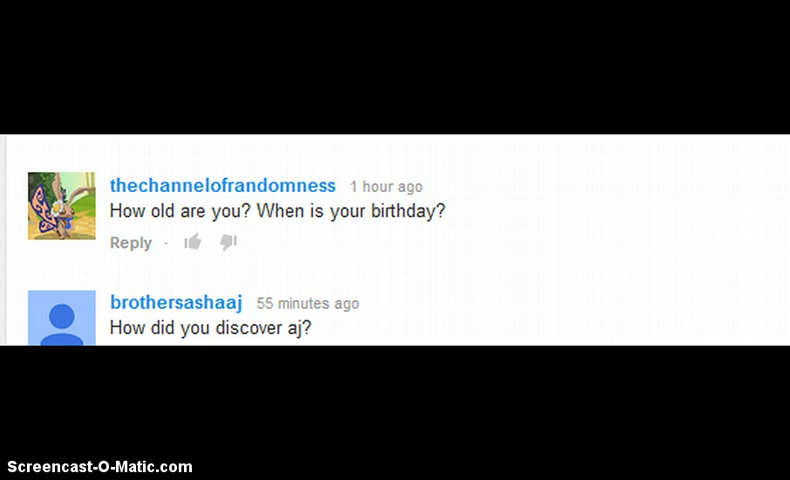 thechannelofrandomness 1 hour ago
How old are you? When is your birthday?
Reply ·
brothersashaaj 55 minutes ago
How did you discover aj?
Screencast-O-Matic.com